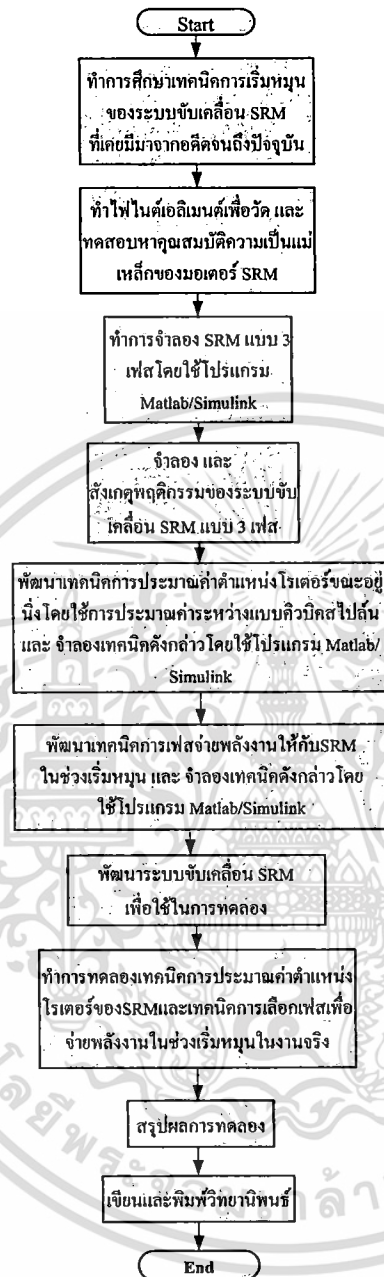 Start
ทำการศึกษาเทคนิคการเริ่มหมุน
ของระบบขับเคลื่อน SRM
ที่เคยมีมาจากอดีตจนถึงปัจจุบัน
ทำไฟไนต์เอลิเมนต์เพื่อวัด และ
ทดสอบหาคุณสมบัติความเป็นแม่
เหล็กของมอเตอร์ SRM
ทำการจำลอง SRM แบบ 3
เฟสโดยใช้โปรแกรม
Matlab/Simulink
จำลอง และ
สังเกตุพฤติกรรมของระบบขับ
เคลื่อน SRM แบบ 3 เฟส
พัฒนาเทคนิคการประมาณค่าตำแหน่งโรเตอร์ขณะอยู่
นิ่งโดยใช้การประมาณค่าระหว่างแบบคิวบิคสไปล์น
และ จำลองเทคนิคดังกล่าวโดยใช้โปรแกรม Matlab/
Simulink
พัฒนาเทคนิคการเฟสจ่ายพลังงานให้กับSRM
ในช่วงเริ่มหมุน และ จำลองเทคนิคดังกล่าวโดย
ใช้โปรแกรม Matlab/Simulink
พัฒนาระบบขับเคลื่อน SRM
เพื่อใช้ในการทดลอง
ทำการทดลองเทคนิคการประมาณค่าตำแหน่ง
โรเตอร์ของSRMและเทคนิคการเลือกเฟสเพื่อ
จ่ายพลังงานในช่วงเริ่มหมุนในงานจริง
สรุปผลการทดลอง
เขียนและพิมพ์วิทยานิพนธ์
End